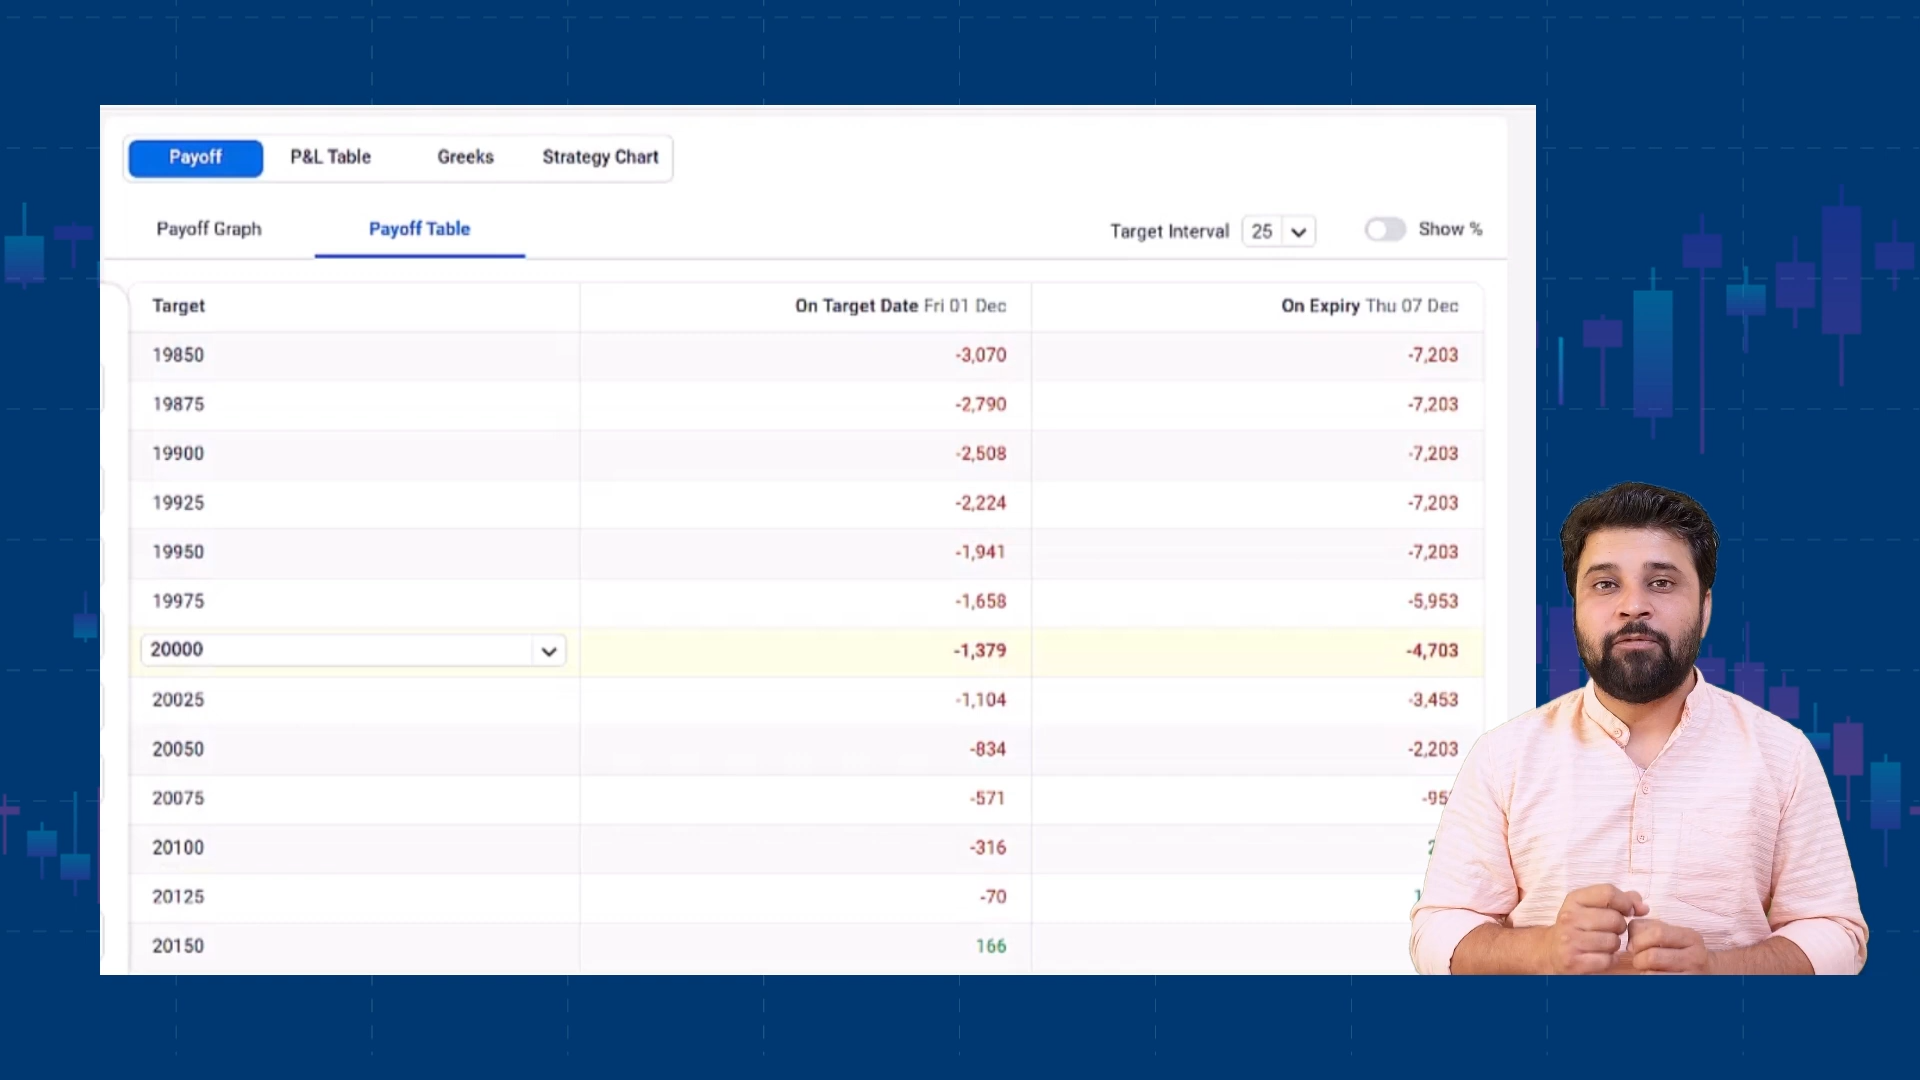 Payoff P&L Table Greeks Strategy Chart
Payoff Graph Payoff Table Target Interval 25 Show %
Target On Target Date Fri 01 Dec On Expiry Thu 07 Dec
19850 -3,070 -7,203
19875 -2,790 -7,203
19900 -2,508 -7,203
19925 -2,224 -7,203
19950 -1,941 -7,203
19975 -1,658 -5,953
20000 -1,379 -4,703
20025 -1,104 -3,453
20050 -834 -2,203
20075 -571
20100 -316
20125 -70
20150 166